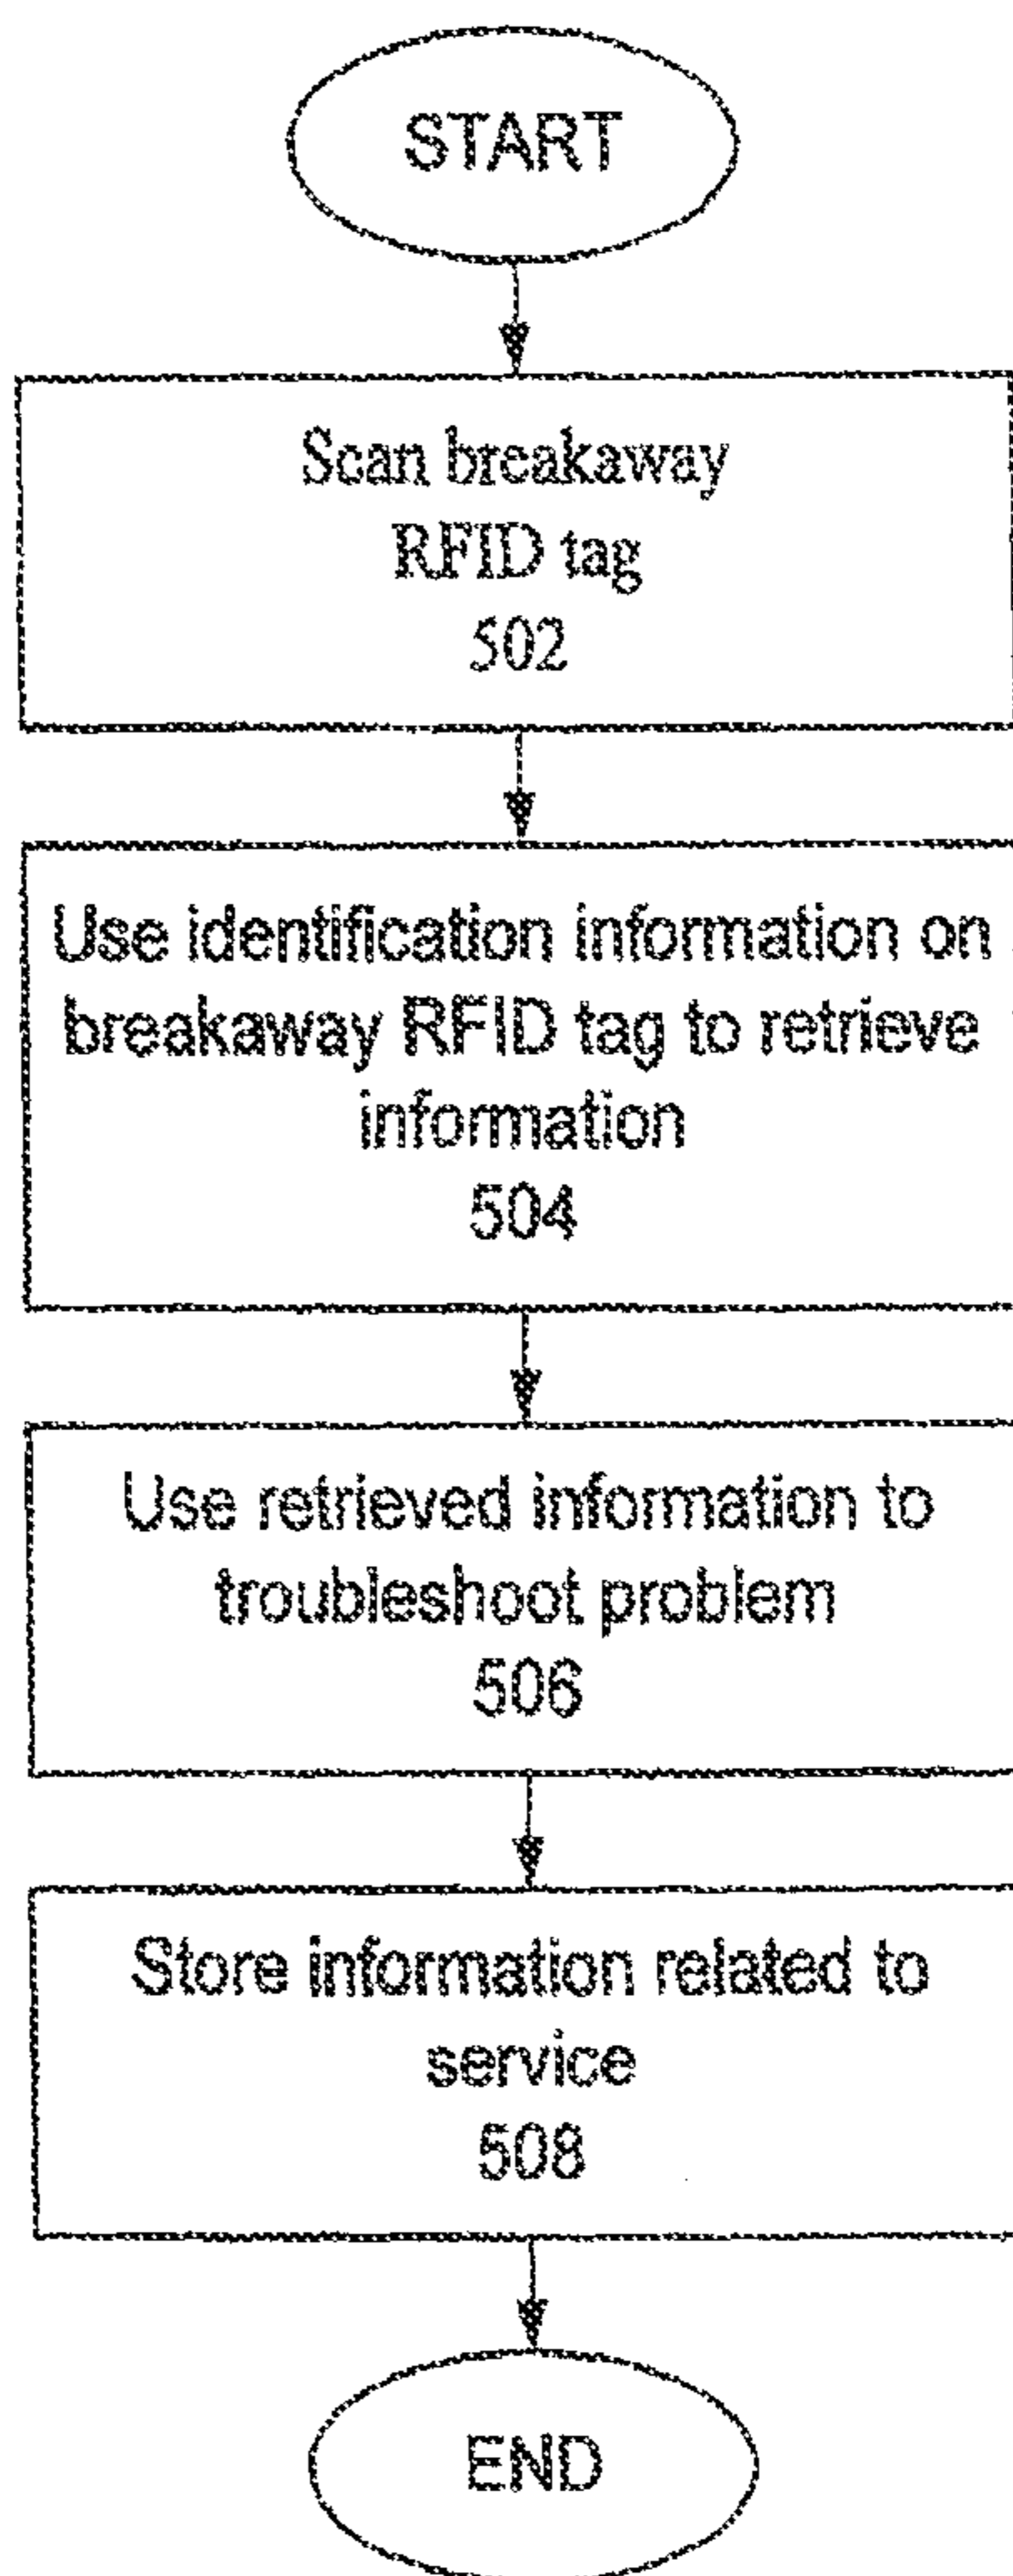 START
Scan breakaway
RFID tag
502
Use identification information on
breakaway RFID tag to retrieve
information
504
Use retrieved information to
troubleshoot problem
506
Store information related to
service
508
END